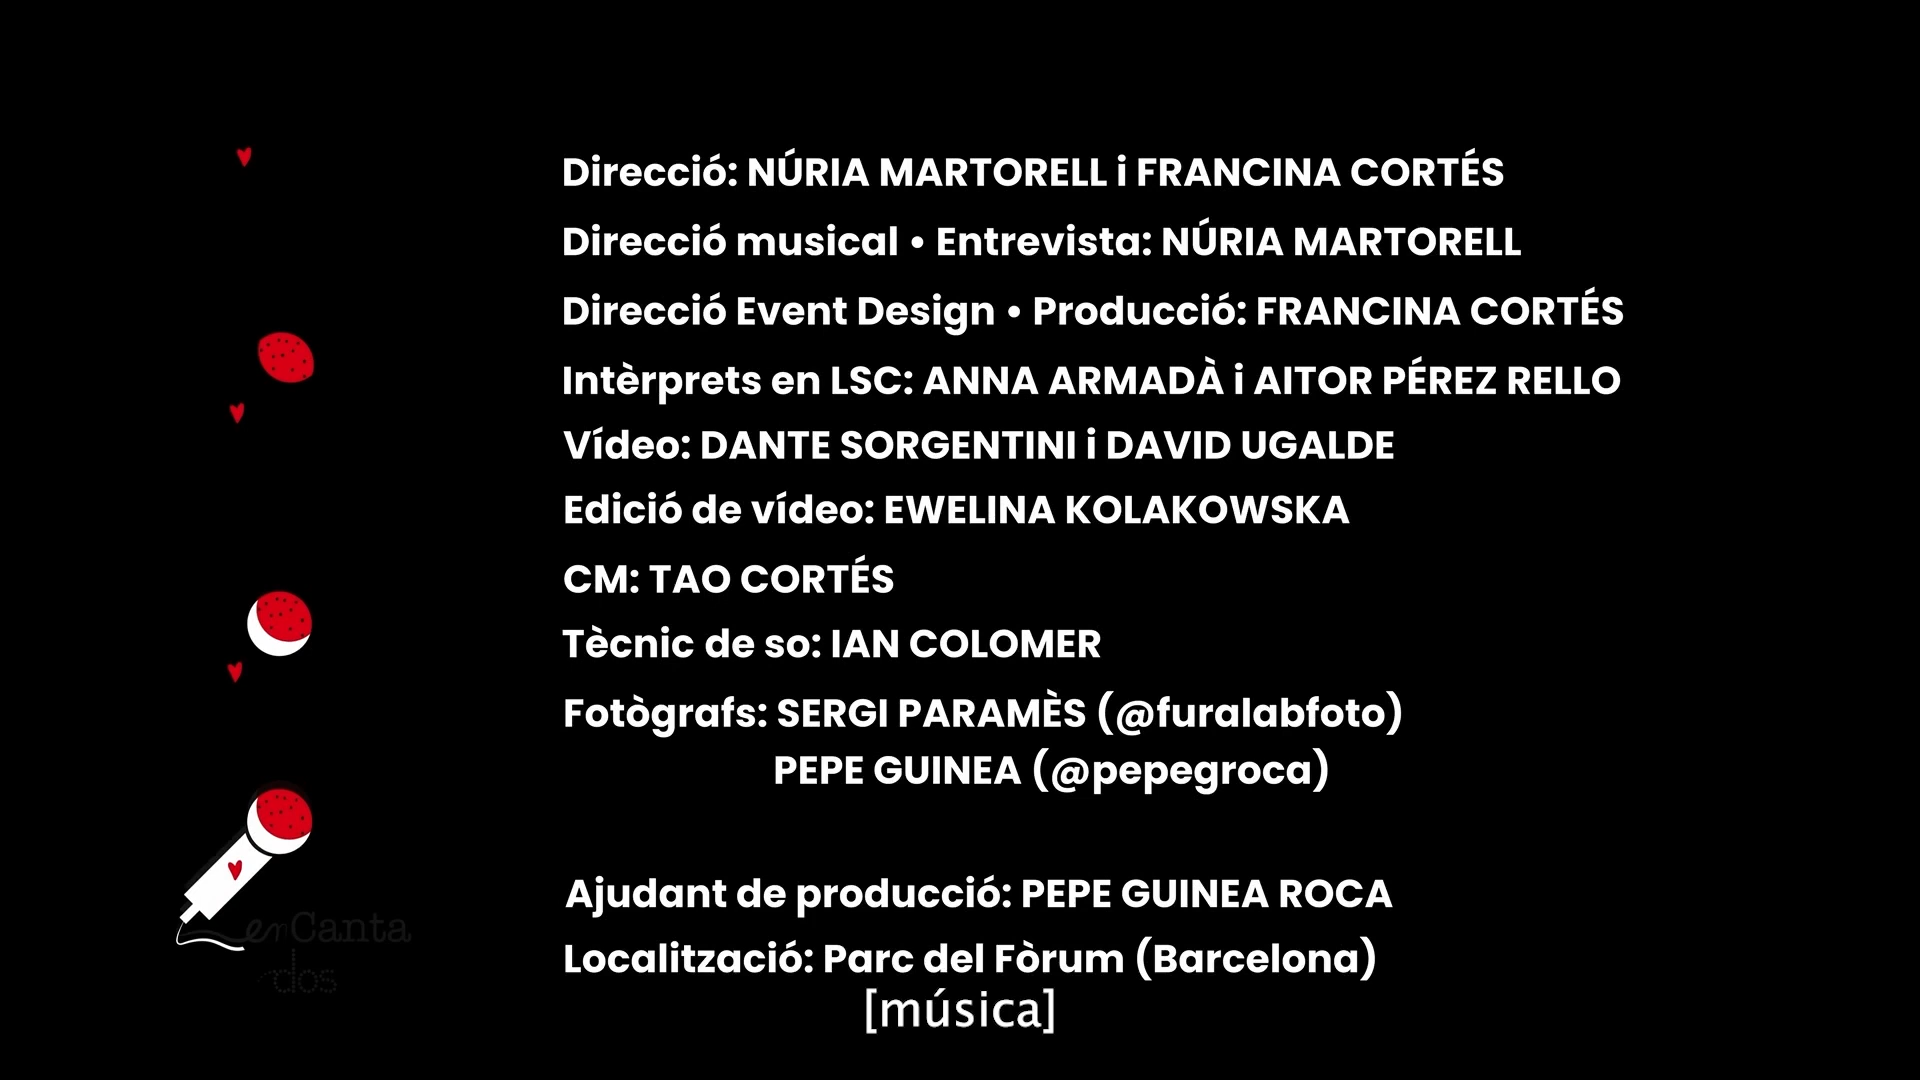 Direcció: NÚRIA MARTORELL i FRANCINA CORTÉS
Direcció musical • Entrevista: NÚRIA MARTORELL
Direcció Event Design • Producció: FRANCINA CORTÉS
Intèrprets en LSC: ANNA ARMADÀ i AITOR PÉREZ RELLO
Vídeo: DANTE SORGENTINI i DAVID UGALDE
Edició de vídeo: EWELINA KOLAKOWSKA
CM: TAO CORTÉS
Tècnic de so: IAN COLOMER
Fotògrafs: SERGI PARAMÈS (@furalabfoto)
PEPE GUINEA (@pepegroca)
Ajudant de producció: PEPE GUINEA ROCA
enCanta
dos
Localització: Parc del Fòrum (Barcelona)
[música]